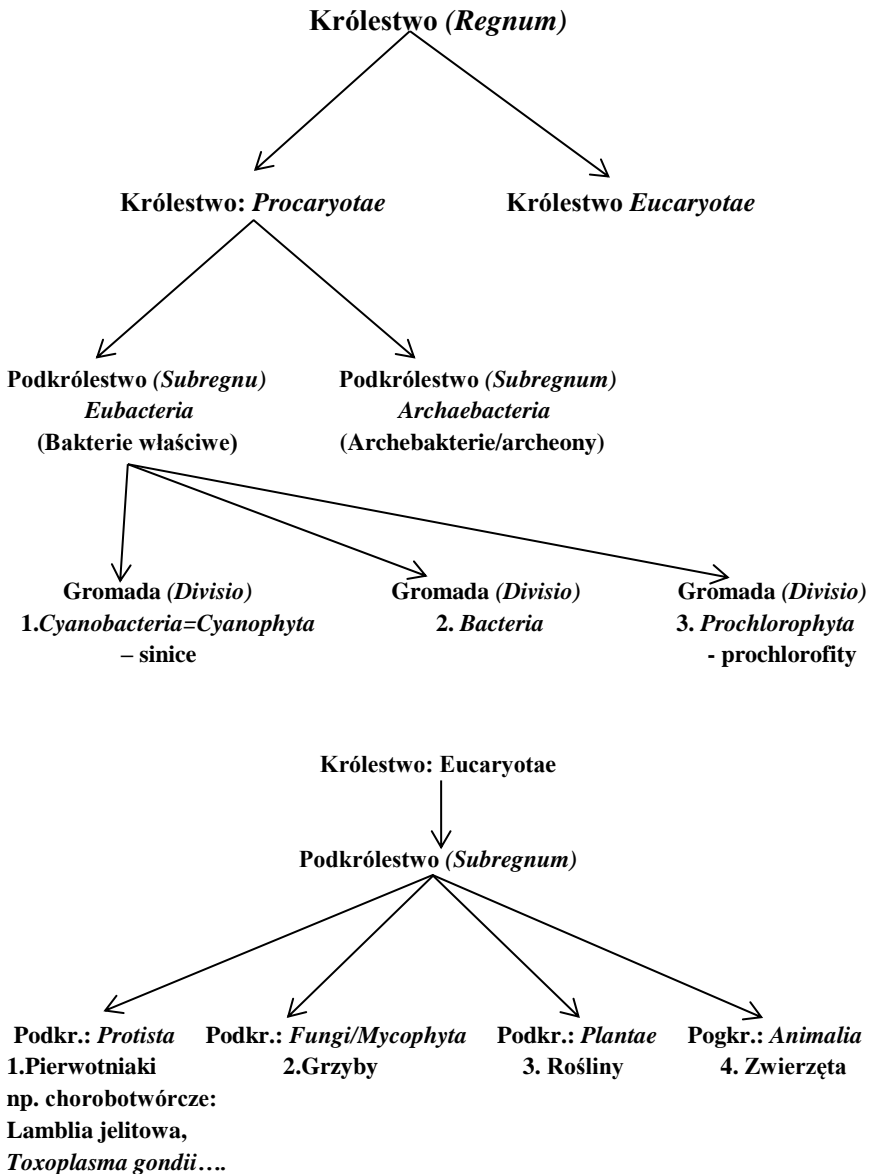 Królestwo (Regnum)
Królestwo: Procaryotae
Królestwo Eucaryotae
Podkrólestwo (Subregnu)
Eubacteria
(Bakterie właściwe)
Podkrólestwo (Subregnum)
Archaebacteria
(Archebakterie/archeony)
Gromada (Divisio)
1.Cyanobacteria=Cyanophyta
– sinice
Gromada (Divisio)
2. Bacteria
Gromada (Divisio)
3. Prochlorophyta
- prochlorofity
Królestwo: Eucaryotae
Podkrólestwo (Subregnum)
Podkr.: Protista
1.Pierwotniaki
np. chorobotwórcze:
Lamblia jelitowa,
Toxoplasma gondii….
Podkr.: Fungi/Mycophyta
2.Grzyby
Podkr.: Plantae
3. Rośliny
Pogkr.: Animalia
4. Zwierzęta